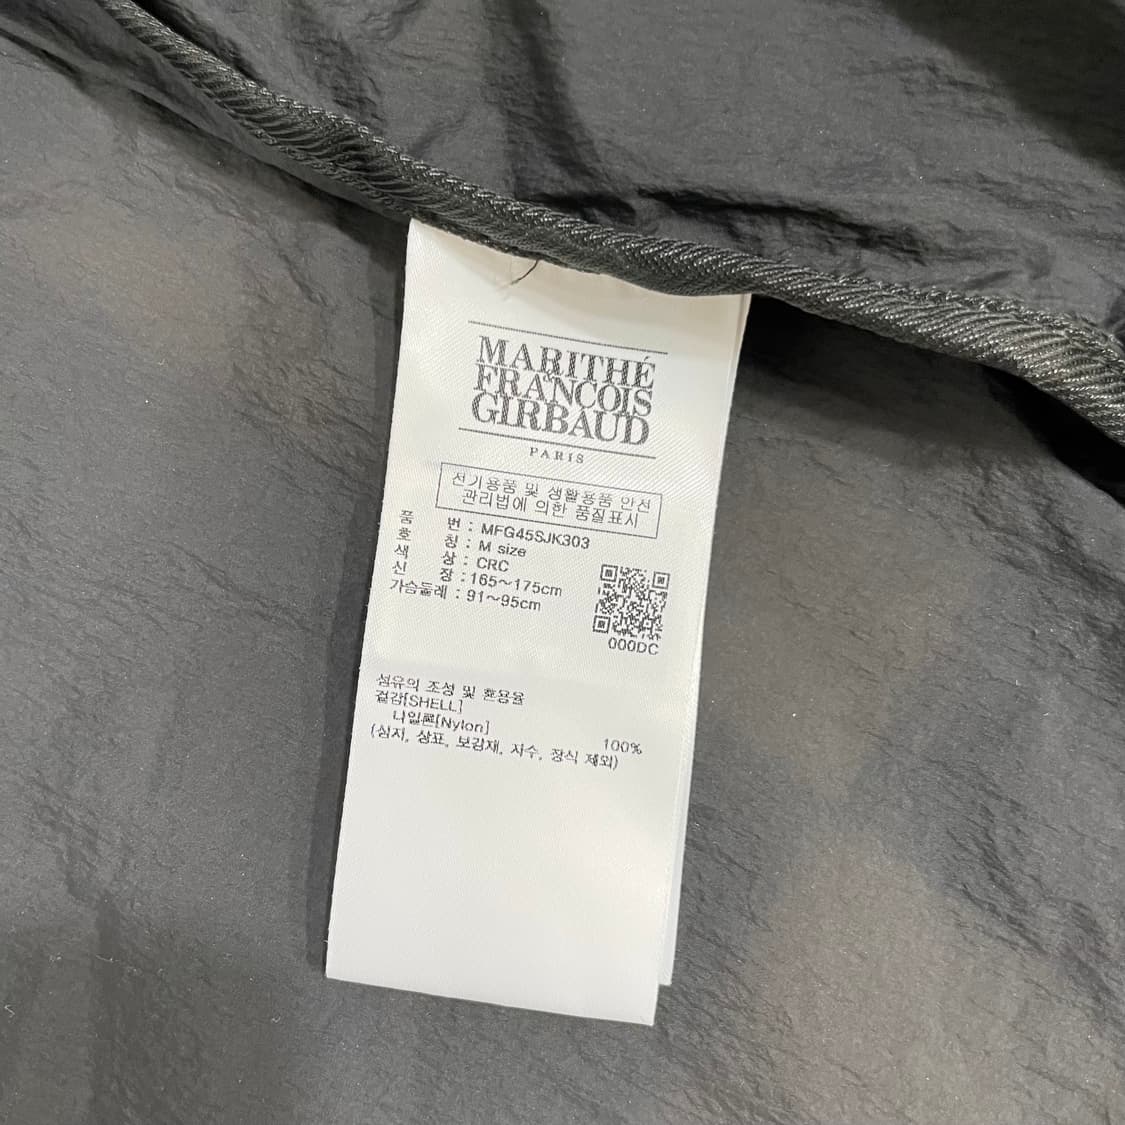 MARITHÉ
FRANÇOIS
GIRBAUD
PARIS
전기용품 및 생활용품 안전
관리법에 의한 품질표시
품 번 : MFG45SJK303
호 칭 : M size
색 상 : CRC
신 장 : 165~175cm
가슴둘레 : 91~95cm
000DC
섬유의 조성 및 혼용율
겉감[SHELL]
나일론[Nylon] 100%
(심지, 상표, 보강재, 자수, 장식 제외)